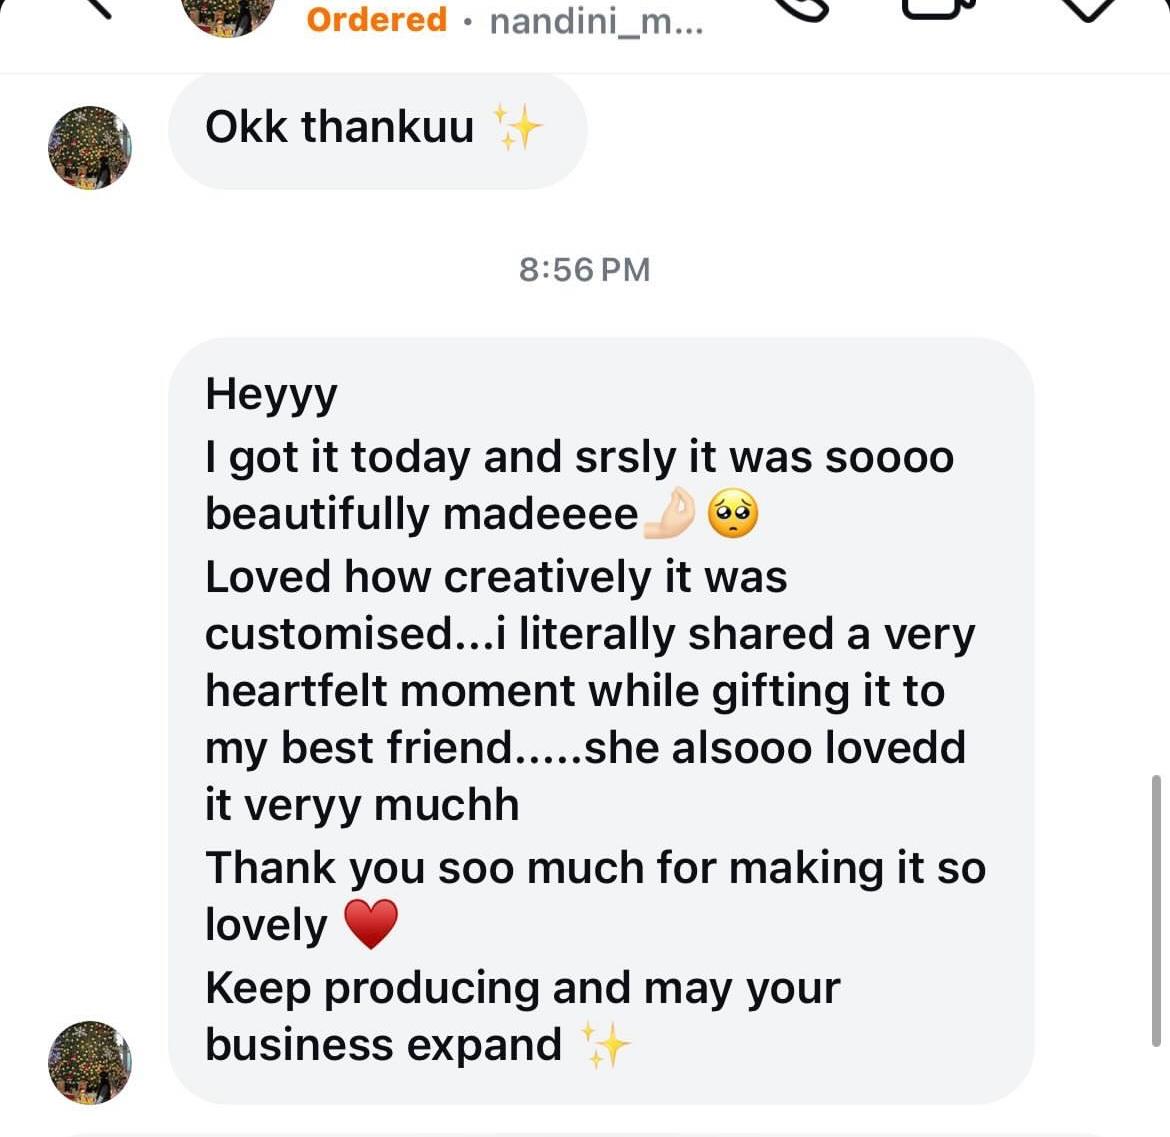 Ordered · nandini_m...
Okk thankuu ✨
8:56 PM
Heyyy
I got it today and srsly it was soooo
beautifully madeeee🤌🏻🥺
Loved how creatively it was
customised...i literally shared a very
heartfelt moment while gifting it to
my best friend.....she alsooo lovedd
it veryy muchh
Thank you soo much for making it so
lovely ♥️
Keep producing and may your
business expand ✨